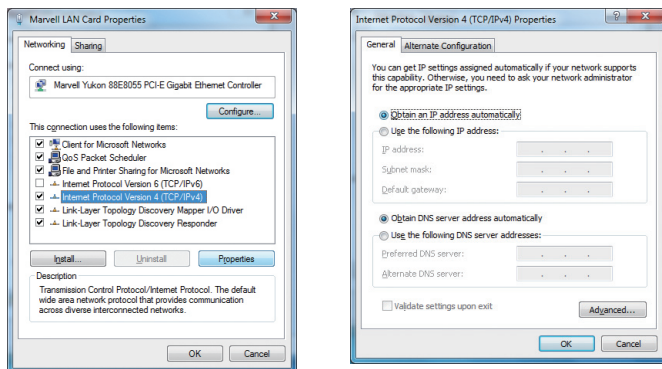 Marvell LAN Card Properties
Networking Sharing
Connect using:
Marvell Yukon 88E8055 PCI-E Gigabit Ethernet Controller
Configure...
This connection uses the following items:
Client for Microsoft Networks
QoS Packet Scheduler
File and Printer Sharing for Microsoft Networks
Internet Protocol Version 6 (TCP/IPv6)
Internet Protocol Version 4 (TCP/IPv4)
Link-Layer Topology Discovery Mapper I/O Driver
Link-Layer Topology Discovery Responder
Install... Uninstall Properties
Description
Transmission Control Protocol/Internet Protocol. The default
wide area network protocol that provides communication
across diverse interconnected networks.
OK Cancel
Internet Protocol Version 4 (TCP/IPv4) Properties
General Alternate Configuration
You can get IP settings assigned automatically if your network supports
this capability. Otherwise, you need to ask your network administrator
for the appropriate IP settings.
Obtain an IP address automatically
Use the following IP address:
IP address:
Subnet mask:
Default gateway:
Obtain DNS server address automatically
Use the following DNS server addresses:
Preferred DNS server:
Alternate DNS server:
Validate settings upon exit
Advanced...
OK Cancel